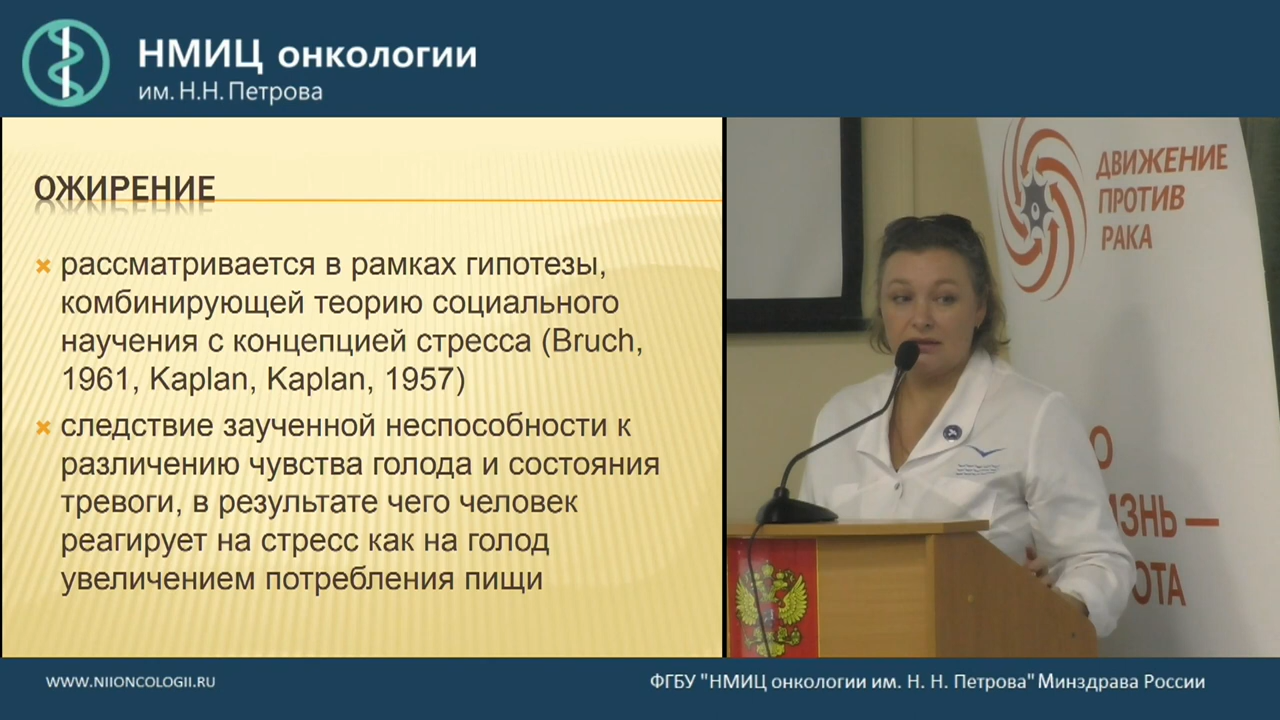 НМИЦ онкологии
им. Н.Н. Петрова
ОЖИРЕНИЕ
рассматривается в рамках гипотезы,
комбинирующей теорию социального
научения с концепцией стресса (Bruch,
1961, Kaplan, Kaplan, 1957)
следствие заученной неспособности к
различению чувства голода и состояния
тревоги, в результате чего человек
реагирует на стресс как на голод
увеличением потребления пищи
ДВИЖЕНИЕ
ПРОТИВ
РАКА
WWW.NIIONCOLOGII.RU
ФГБУ "НМИЦ онкологии им. Н. Н. Петрова" Минздрава России